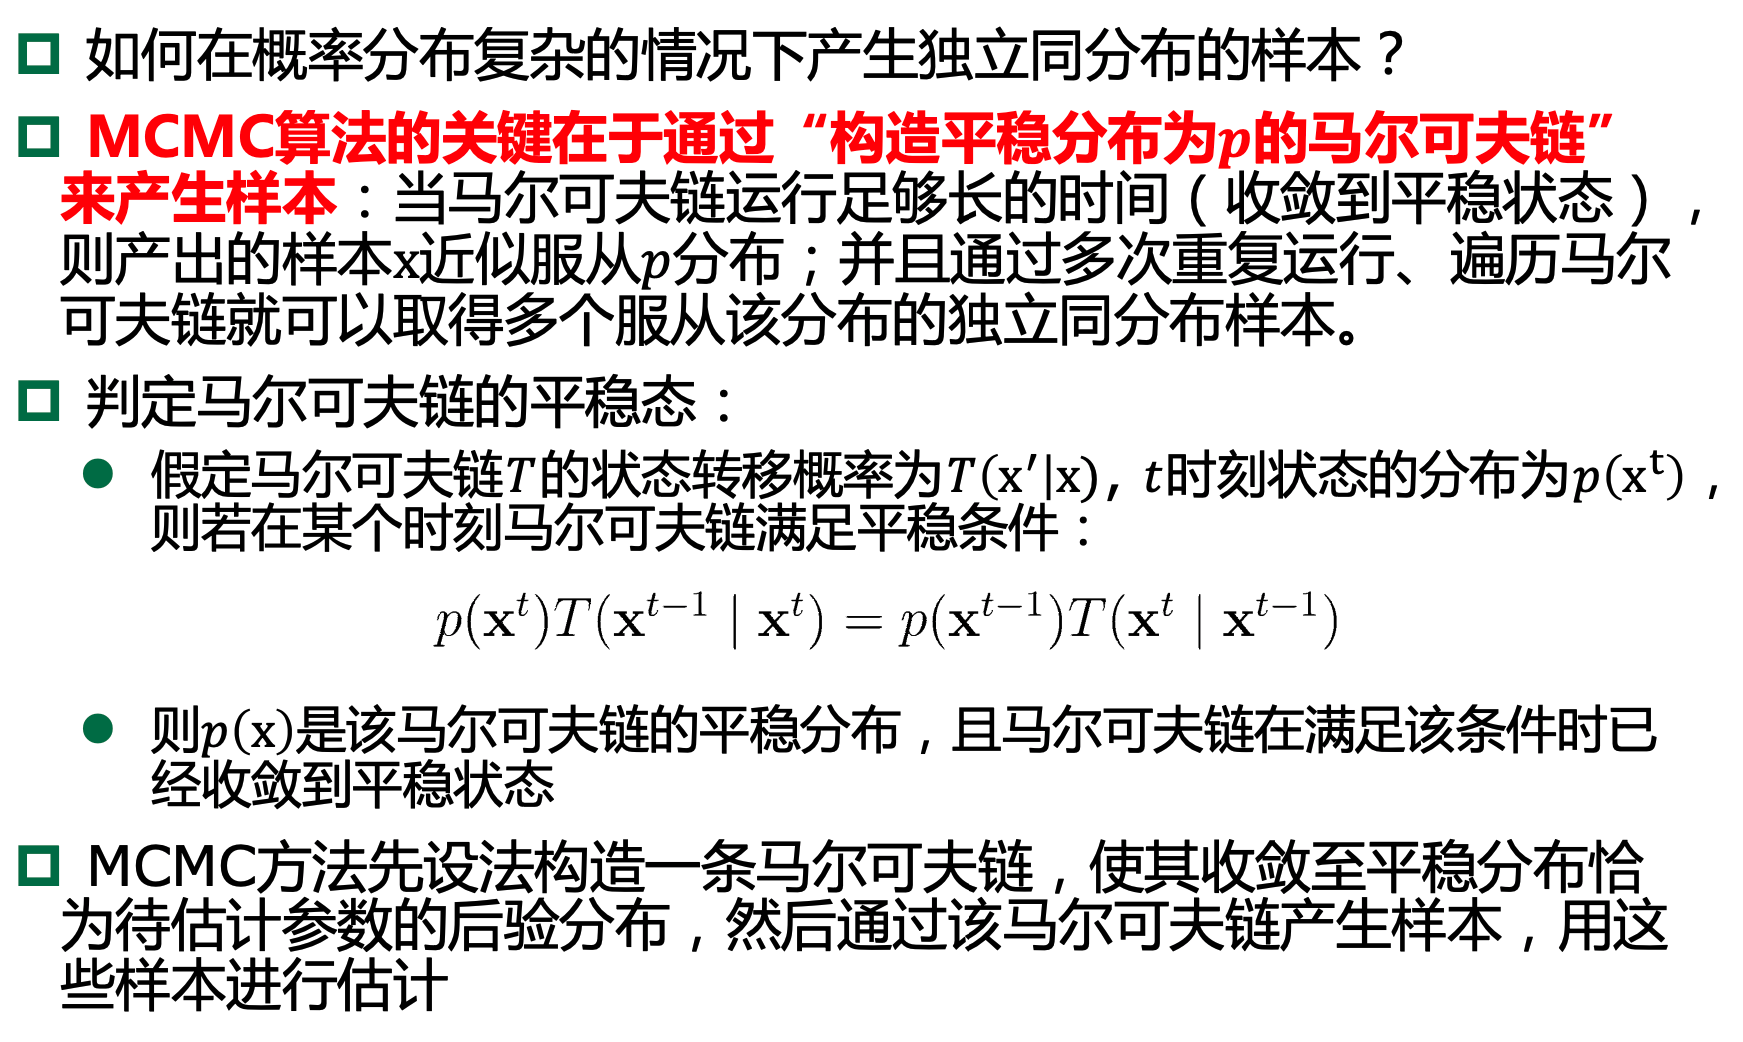 如何在概率分布复杂的情况下产生独立同分布的样本？
MCMC算法的关键在于通过“构造平稳分布为p的马尔可夫链”
来产生样本：当马尔可夫链运行足够长的时间（收敛到平稳状态），
则产出的样本x近似服从p分布；并且通过多次重复运行、遍历马尔
可夫链就可以取得多个服从该分布的独立同分布样本。
判定马尔可夫链的平稳态：
假定马尔可夫链T的状态转移概率为T(x′|x)，t时刻状态的分布为p(xᵗ)，
则若在某个时刻马尔可夫链满足平稳条件：
p(xᵗ)T(xᵗ⁻¹ | xᵗ) = p(xᵗ⁻¹)T(xᵗ | xᵗ⁻¹)
则p(x)是该马尔可夫链的平稳分布，且马尔可夫链在满足该条件时已
经收敛到平稳状态
MCMC方法先设法构造一条马尔可夫链，使其收敛至平稳分布恰
为待估计参数的后验分布，然后通过该马尔可夫链产生样本，用这
些样本进行估计